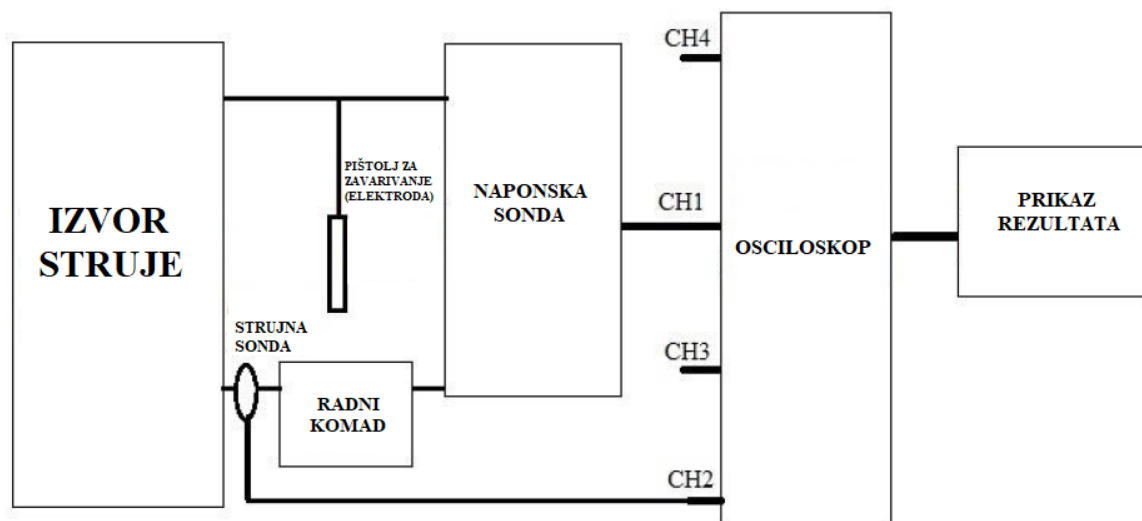 IZVOR
STRUJE
PIŠTOLJ ZA
ZAVARIVANJE
(ELEKTRODA)
STRUJNA
SONDA
RADNI
KOMAD
NAPONSKA
SONDA
CH4
CH1
CH3
CH2
OSCILOSKOP
PRIKAZ
REZULTATA